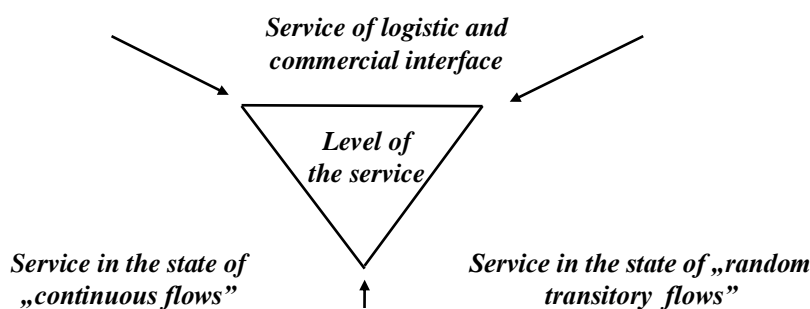 Service of logistic and
commercial interface
Level of
the service
Service in the state of
„continuous flows”
Service in the state of „random
transitory flows”